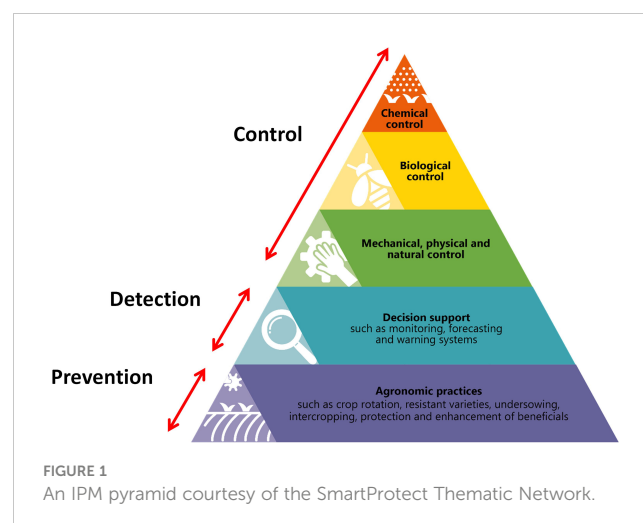 Control
Chemical
control
Biological
control
Mechanical, physical and
natural control
Detection
Decision support
such as monitoring, forecasting
and warning systems
Prevention
Agronomic practices
such as crop rotation, resistant varieties, undersowing,
intercropping, protection and enhancement of beneficials
FIGURE 1
An IPM pyramid courtesy of the SmartProtect Thematic Network.